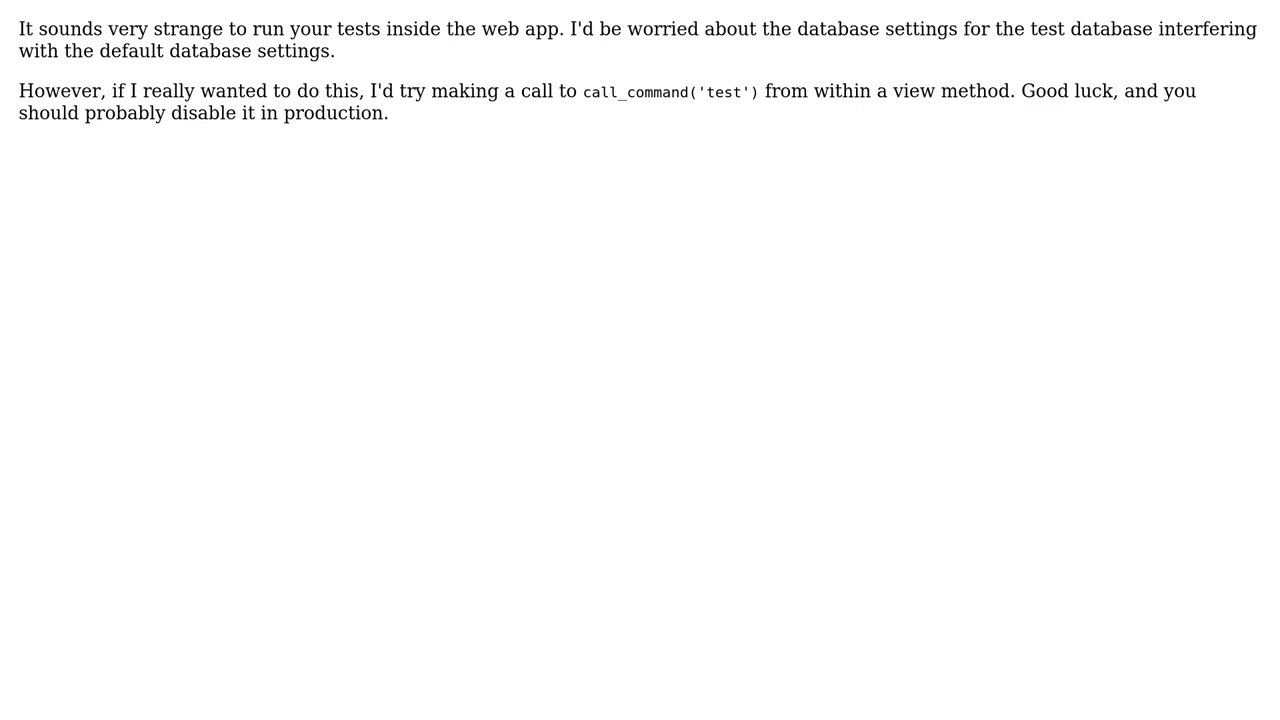 It sounds very strange to run your tests inside the web app. I'd be worried about the database settings for the test database interfering
with the default database settings.
However, if I really wanted to do this, I'd try making a call to call_command('test') from within a view method. Good luck, and you
should probably disable it in production.